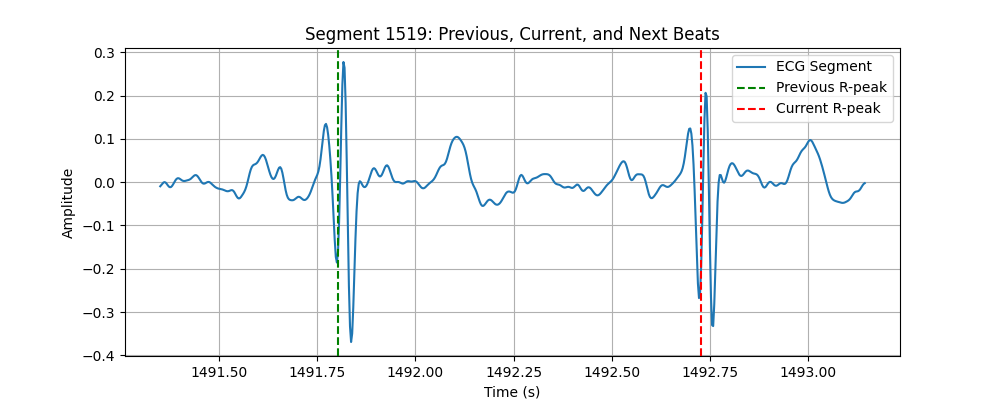 Segment 1519: Previous, Current, and Next Beats
ECG Segment
Previous R-peak
Current R-peak
Amplitude
0.3
0.2
0.1
0.0
−0.1
−0.2
−0.3
−0.4
1491.50 1491.75 1492.00 1492.25 1492.50 1492.75 1493.00
Time (s)